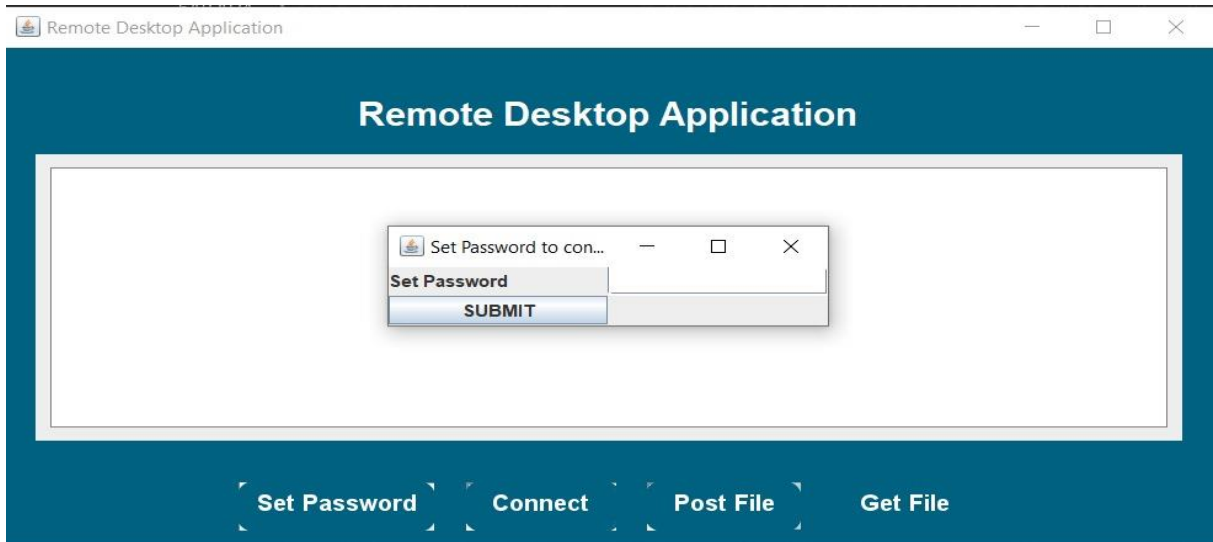 Remote Desktop Application
Remote Desktop Application
Set Password to con...
Set Password
SUBMIT
Set Password Connect Post File Get File